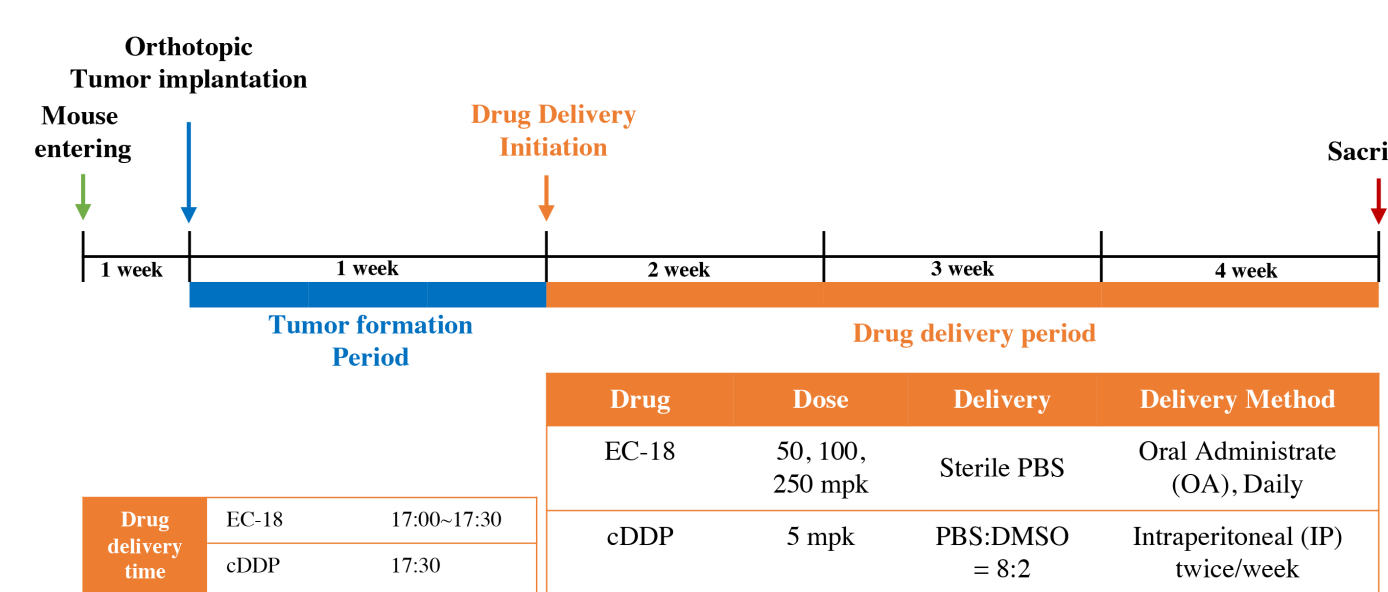 Orthotopic
Tumor implantation
Mouse
entering
Drug Delivery
Initiation
Sacri
1 week
1 week
2 week
3 week
4 week
Tumor formation
Period
Drug delivery period
Drug Dose Delivery Delivery Method
EC-18 50, 100, 250 mpk Sterile PBS Oral Administrate (OA), Daily
cDDP 5 mpk PBS:DMSO = 8:2 Intraperitoneal (IP) twice/week
Drug
delivery
time
EC-18 17:00~17:30
cDDP 17:30